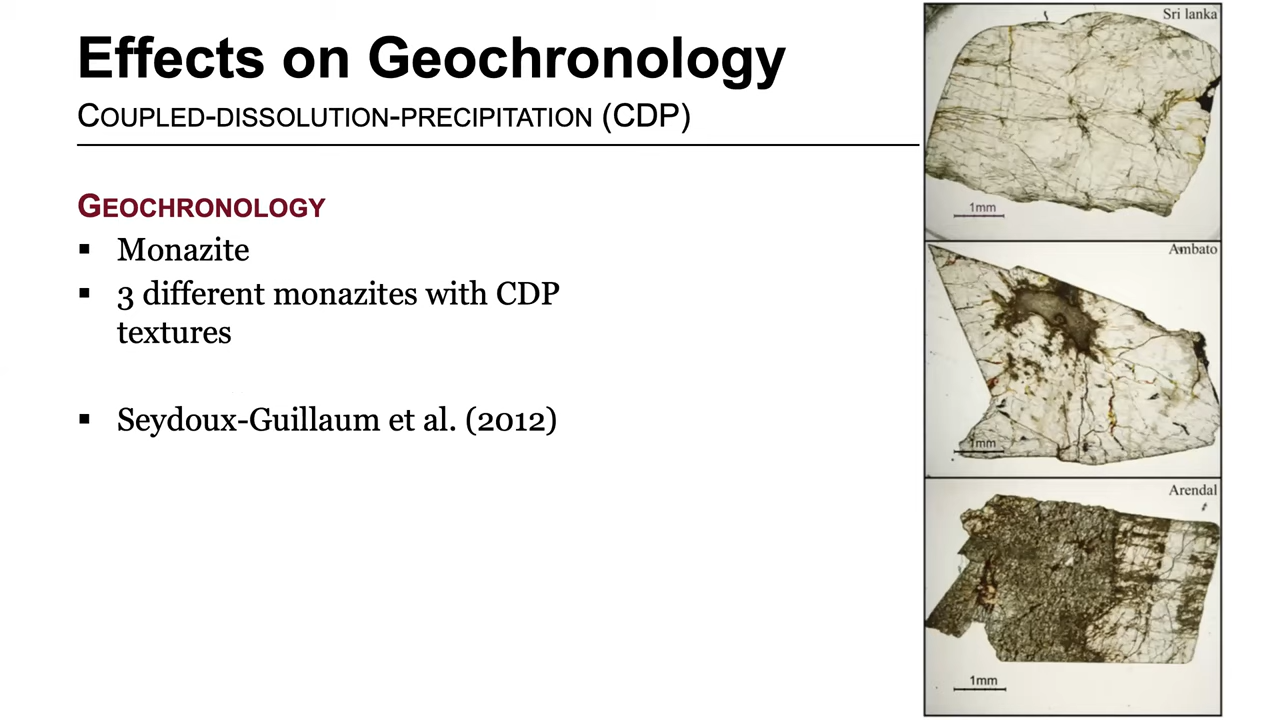 Effects on Geochronology
COUPLED-DISSOLUTION-PRECIPITATION (CDP)
GEOCHRONOLOGY
▪ Monazite
▪ 3 different monazites with CDP
textures
▪ Seydoux-Guillaum et al. (2012)
Sri lanka
1mm
Ambato
1mm
Arendal
1mm